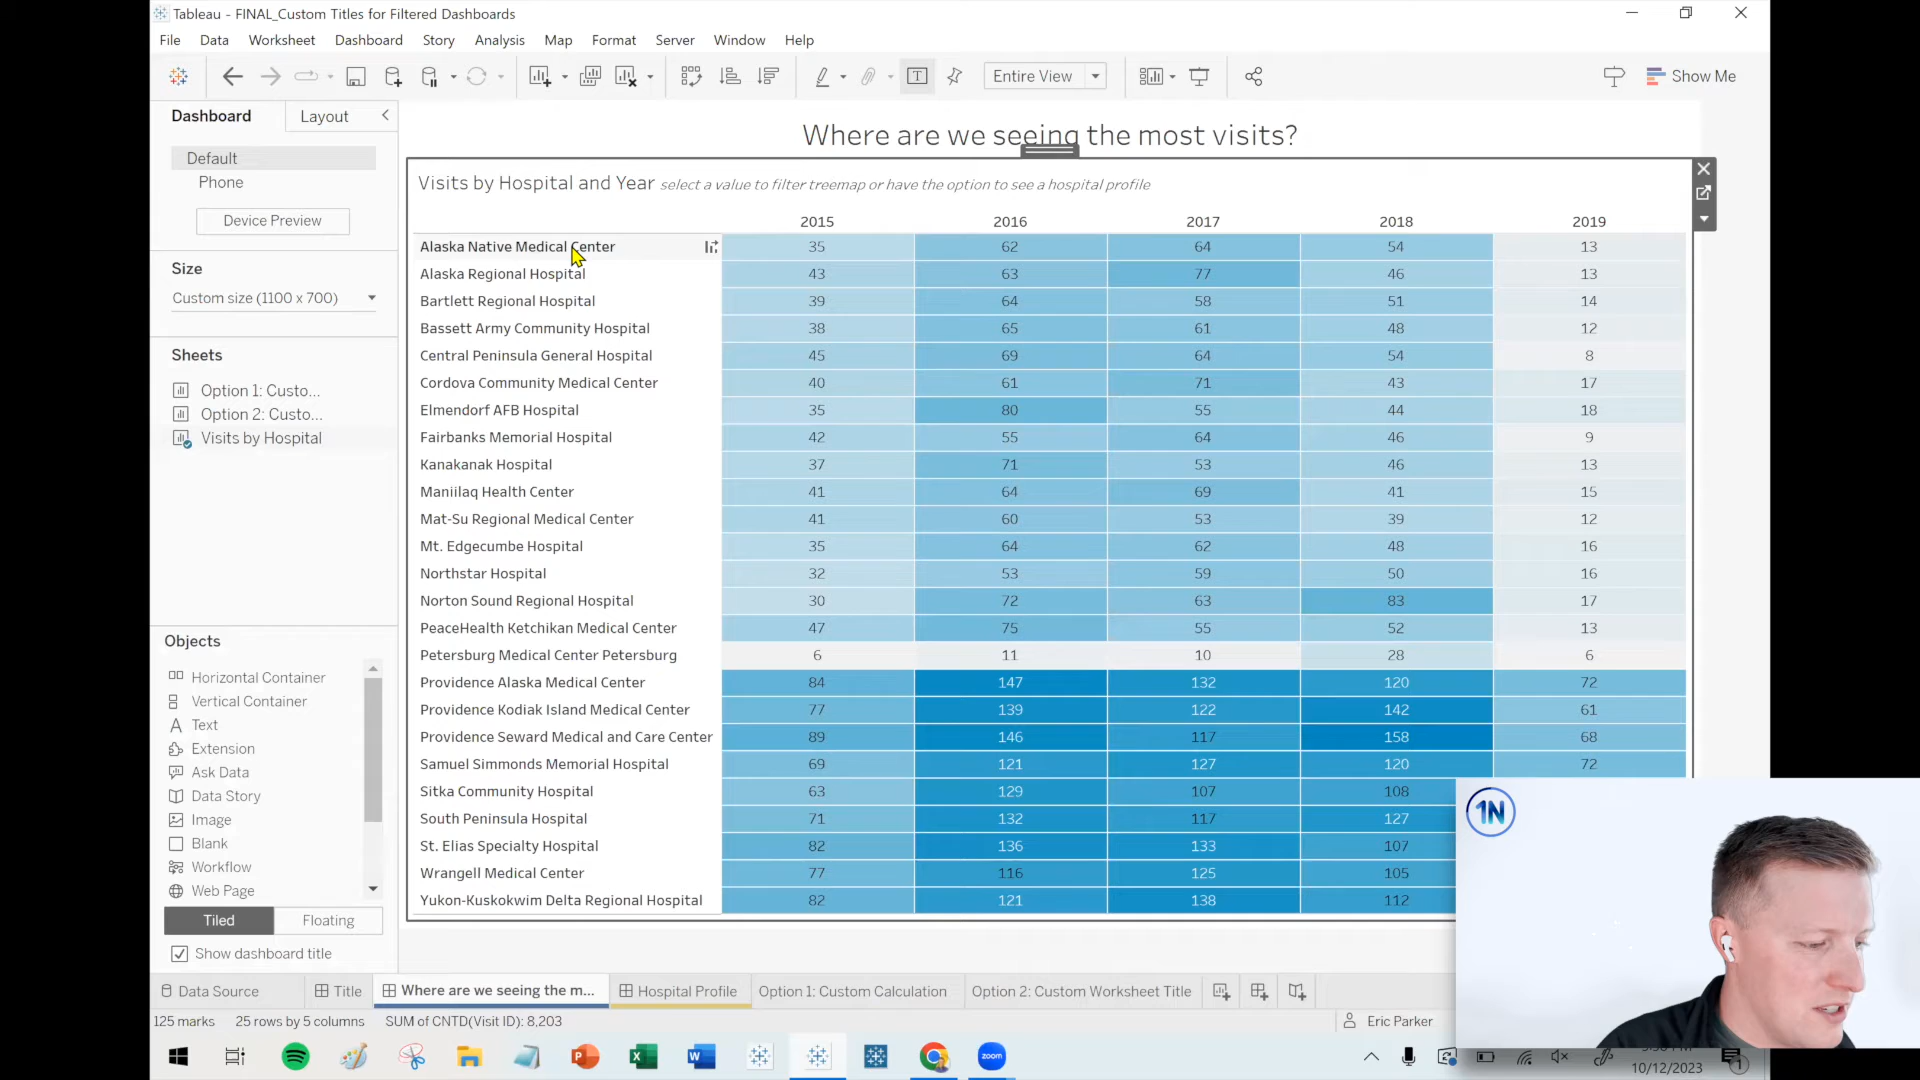 Tableau - FINAL_Custom Titles for Filtered Dashboards
File Data Worksheet Dashboard Story Analysis Map Format Server Window Help
Entire View
Show Me
Dashboard Layout
Default
Phone
Device Preview
Size
Custom size (1100 x 700)
Sheets
Option 1: Custo...
Option 2: Custo...
Visits by Hospital
Objects
Horizontal Container
Vertical Container
Text
Extension
Ask Data
Data Story
Image
Blank
Workflow
Web Page
Tiled Floating
Show dashboard title
Where are we seeing the most visits?
Visits by Hospital and Year select a value to filter treemap or have the option to see a hospital profile
2015 2016 2017 2018 2019
Alaska Native Medical Center 35 62 64 54 13
Alaska Regional Hospital 43 63 77 46 13
Bartlett Regional Hospital 39 64 58 51 14
Bassett Army Community Hospital 38 65 61 48 12
Central Peninsula General Hospital 45 69 64 54 8
Cordova Community Medical Center 40 61 71 43 17
Elmendorf AFB Hospital 35 80 55 44 18
Fairbanks Memorial Hospital 42 55 64 46 9
Kanakanak Hospital 37 71 53 46 13
Maniilaq Health Center 41 64 69 41 15
Mat-Su Regional Medical Center 41 60 53 39 12
Mt. Edgecumbe Hospital 35 64 62 48 16
Northstar Hospital 32 53 59 50 16
Norton Sound Regional Hospital 30 72 63 83 17
PeaceHealth Ketchikan Medical Center 47 75 55 52 13
Petersburg Medical Center Petersburg 6 11 10 28 6
Providence Alaska Medical Center 84 147 132 120 72
Providence Kodiak Island Medical Center 77 139 122 142 61
Providence Seward Medical and Care Center 89 146 117 158 68
Samuel Simmonds Memorial Hospital 69 121 127 120 72
Sitka Community Hospital 63 129 107 108
South Peninsula Hospital 71 132 117 127
St. Elias Specialty Hospital 82 136 133 107
Wrangell Medical Center 77 116 125 105
Yukon-Kuskokwim Delta Regional Hospital 82 121 138 112
1N
Data Source Title Where are we seeing the m... Hospital Profile Option 1: Custom Calculation Option 2: Custom Worksheet Title
125 marks 25 rows by 5 columns SUM of CNTD(Visit ID): 8,203 Eric Parker
zoom
10/12/2023
1